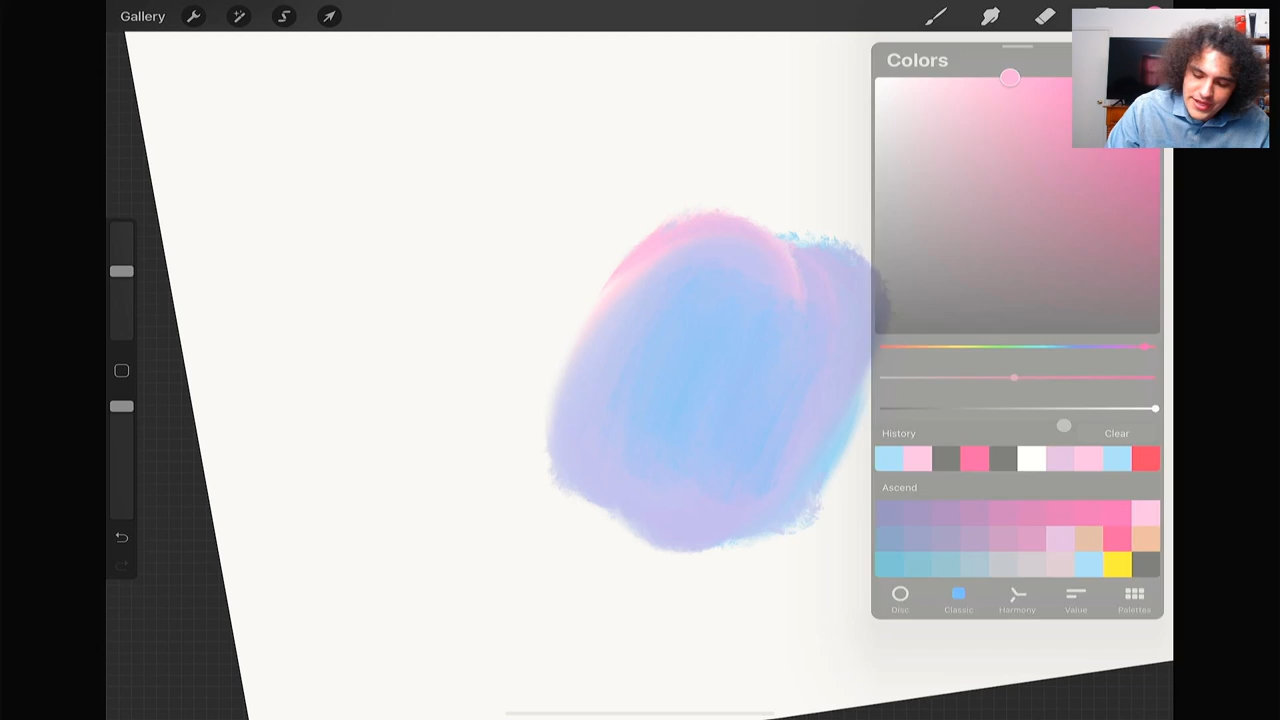 Gallery
Colors
History
Clear
Ascend
Disc
Classic
Harmony
Value
Palettes